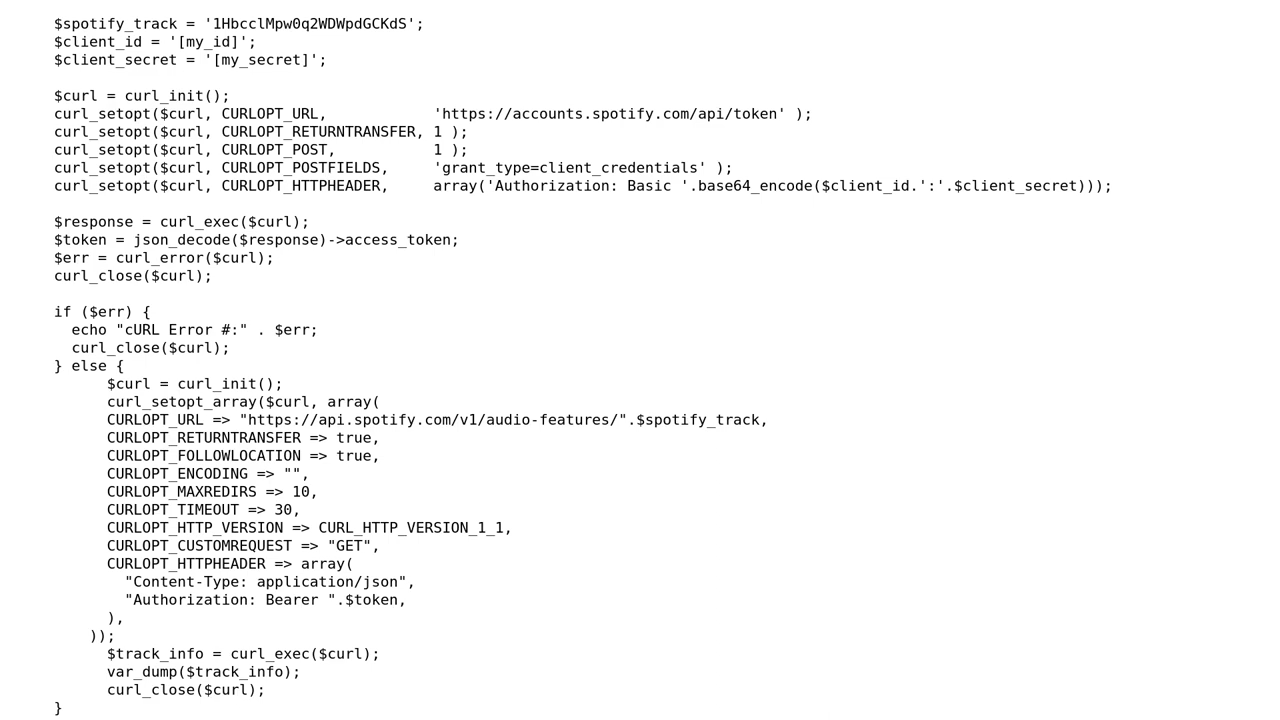 $spotify_track = '1HbcclMpw0q2WDWpdGCKdS';
$client_id = '[my_id]';
$client_secret = '[my_secret]';

$curl = curl_init();
curl_setopt($curl, CURLOPT_URL,            'https://accounts.spotify.com/api/token' );
curl_setopt($curl, CURLOPT_RETURNTRANSFER, 1 );
curl_setopt($curl, CURLOPT_POST,           1 );
curl_setopt($curl, CURLOPT_POSTFIELDS,     'grant_type=client_credentials' );
curl_setopt($curl, CURLOPT_HTTPHEADER,     array('Authorization: Basic '.base64_encode($client_id.':'.$client_secret)));

$response = curl_exec($curl);
$token = json_decode($response)->access_token;
$err = curl_error($curl);
curl_close($curl);

if ($err) {
  echo "cURL Error #:" . $err;
  curl_close($curl);
} else {
      $curl = curl_init();
      curl_setopt_array($curl, array(
      CURLOPT_URL => "https://api.spotify.com/v1/audio-features/".$spotify_track,
      CURLOPT_RETURNTRANSFER => true,
      CURLOPT_FOLLOWLOCATION => true,
      CURLOPT_ENCODING => "",
      CURLOPT_MAXREDIRS => 10,
      CURLOPT_TIMEOUT => 30,
      CURLOPT_HTTP_VERSION => CURL_HTTP_VERSION_1_1,
      CURLOPT_CUSTOMREQUEST => "GET",
      CURLOPT_HTTPHEADER => array(
        "Content-Type: application/json",
        "Authorization: Bearer ".$token,
      ),
    ));
      $track_info = curl_exec($curl);
      var_dump($track_info);
      curl_close($curl);
}